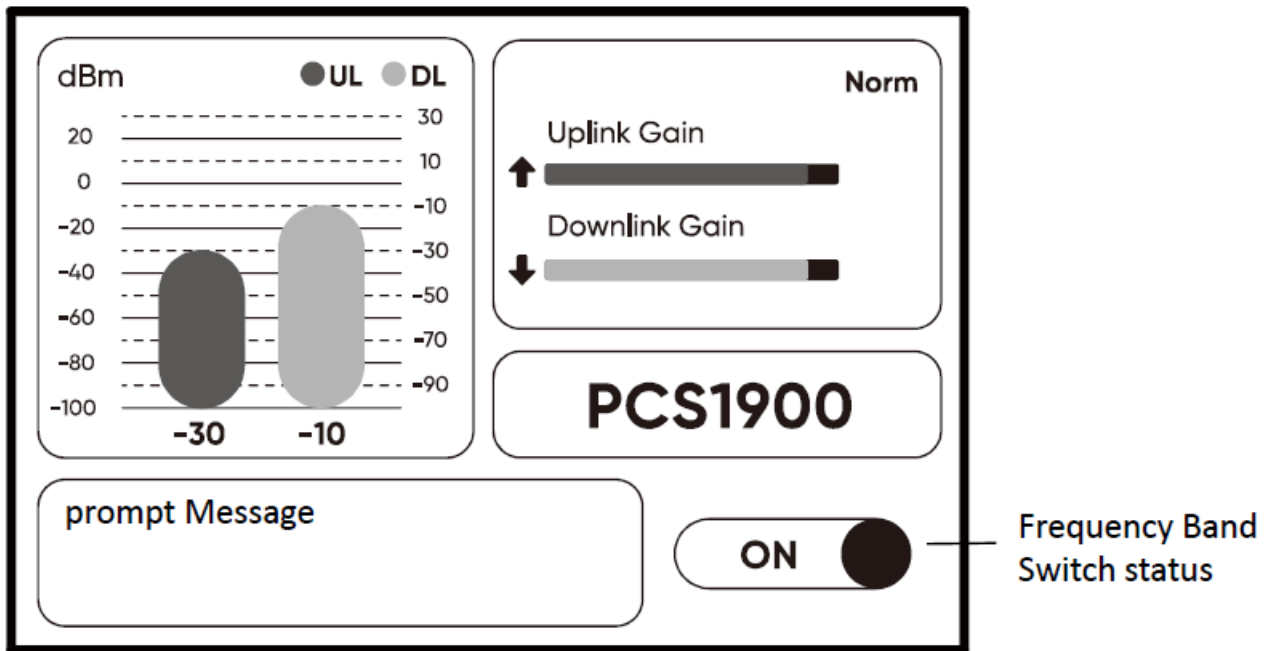 dBm
UL
DL
20
0
-20
-40
-60
-80
-100
30
10
-10
-30
-50
-70
-90
-30
-10
Norm
Uplink Gain
Downlink Gain
PCS1900
prompt Message
ON
Frequency Band
Switch status